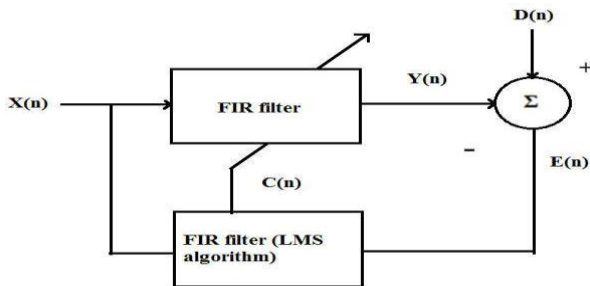 D(n)
+
Y(n)
X(n)
FIR filter
Σ
−
E(n)
C(n)
FIR filter (LMS
algorithm)